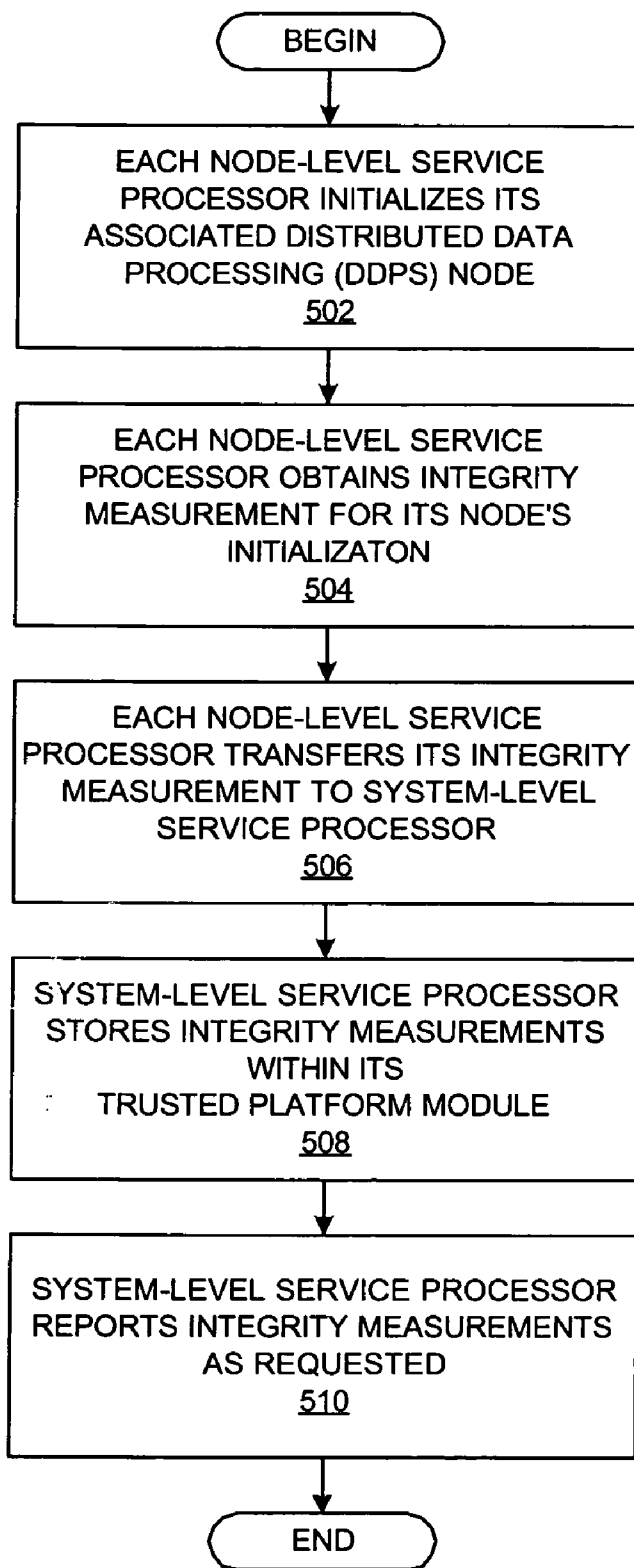 BEGIN
EACH NODE-LEVEL SERVICE
PROCESSOR INITIALIZES ITS
ASSOCIATED DISTRIBUTED DATA
PROCESSING (DDPS) NODE
502
EACH NODE-LEVEL SERVICE
PROCESSOR OBTAINS INTEGRITY
MEASUREMENT FOR ITS NODE'S
INITIALIZATON
504
EACH NODE-LEVEL SERVICE
PROCESSOR TRANSFERS ITS INTEGRITY
MEASUREMENT TO SYSTEM-LEVEL
SERVICE PROCESSOR
506
SYSTEM-LEVEL SERVICE PROCESSOR
STORES INTEGRITY MEASUREMENTS
WITHIN ITS
TRUSTED PLATFORM MODULE
508
SYSTEM-LEVEL SERVICE PROCESSOR
REPORTS INTEGRITY MEASUREMENTS
AS REQUESTED
510
END